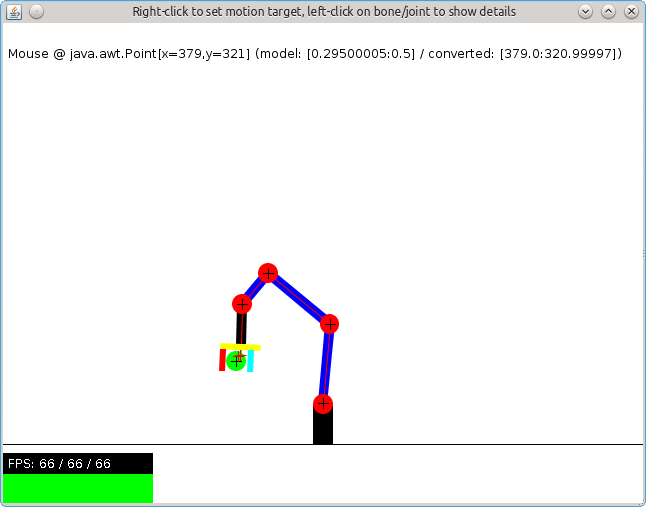 Right-click to set motion target, left-click on bone/joint to show details
Mouse @ java.awt.Point[x=379,y=321] (model: [0.29500005:0.5] / converted: [379.0:320.99997])
FPS: 66 / 66 / 66